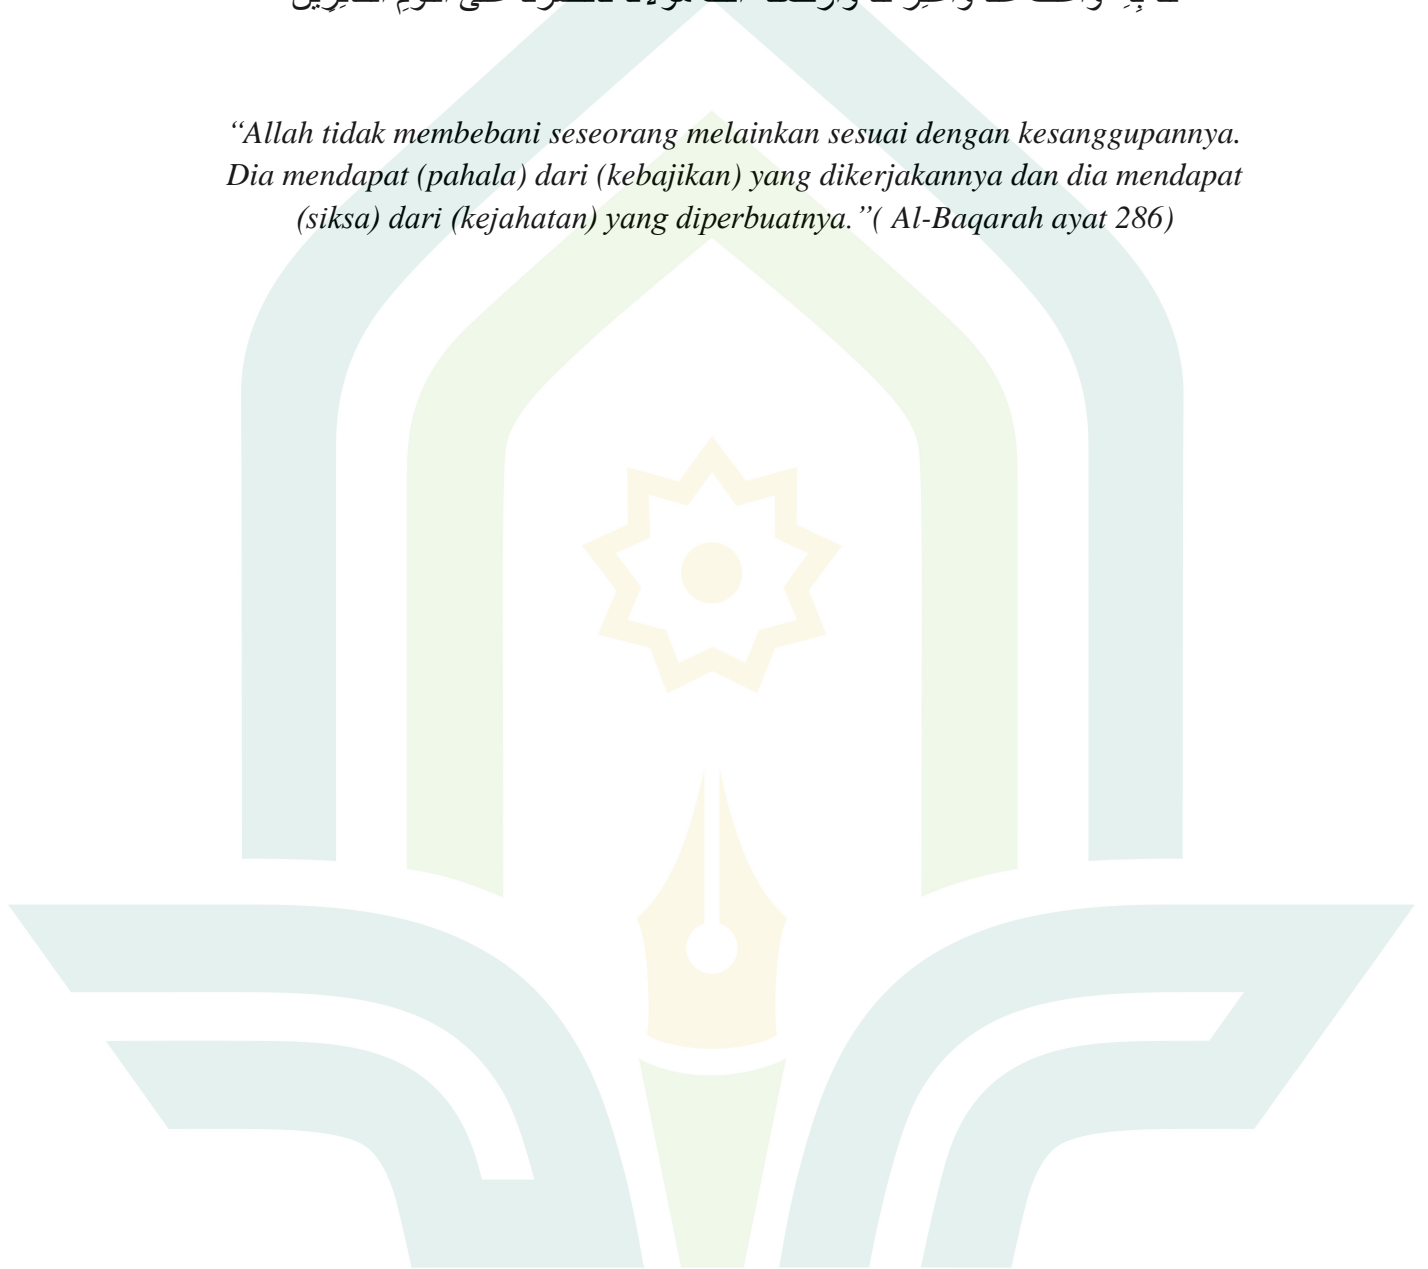 “Allah tidak membebani seseorang melainkan sesuai dengan kesanggupannya.
Dia mendapat (pahala) dari (kebajikan) yang dikerjakannya dan dia mendapat
(siksa) dari (kejahatan) yang diperbuatnya.”( Al-Baqarah ayat 286)